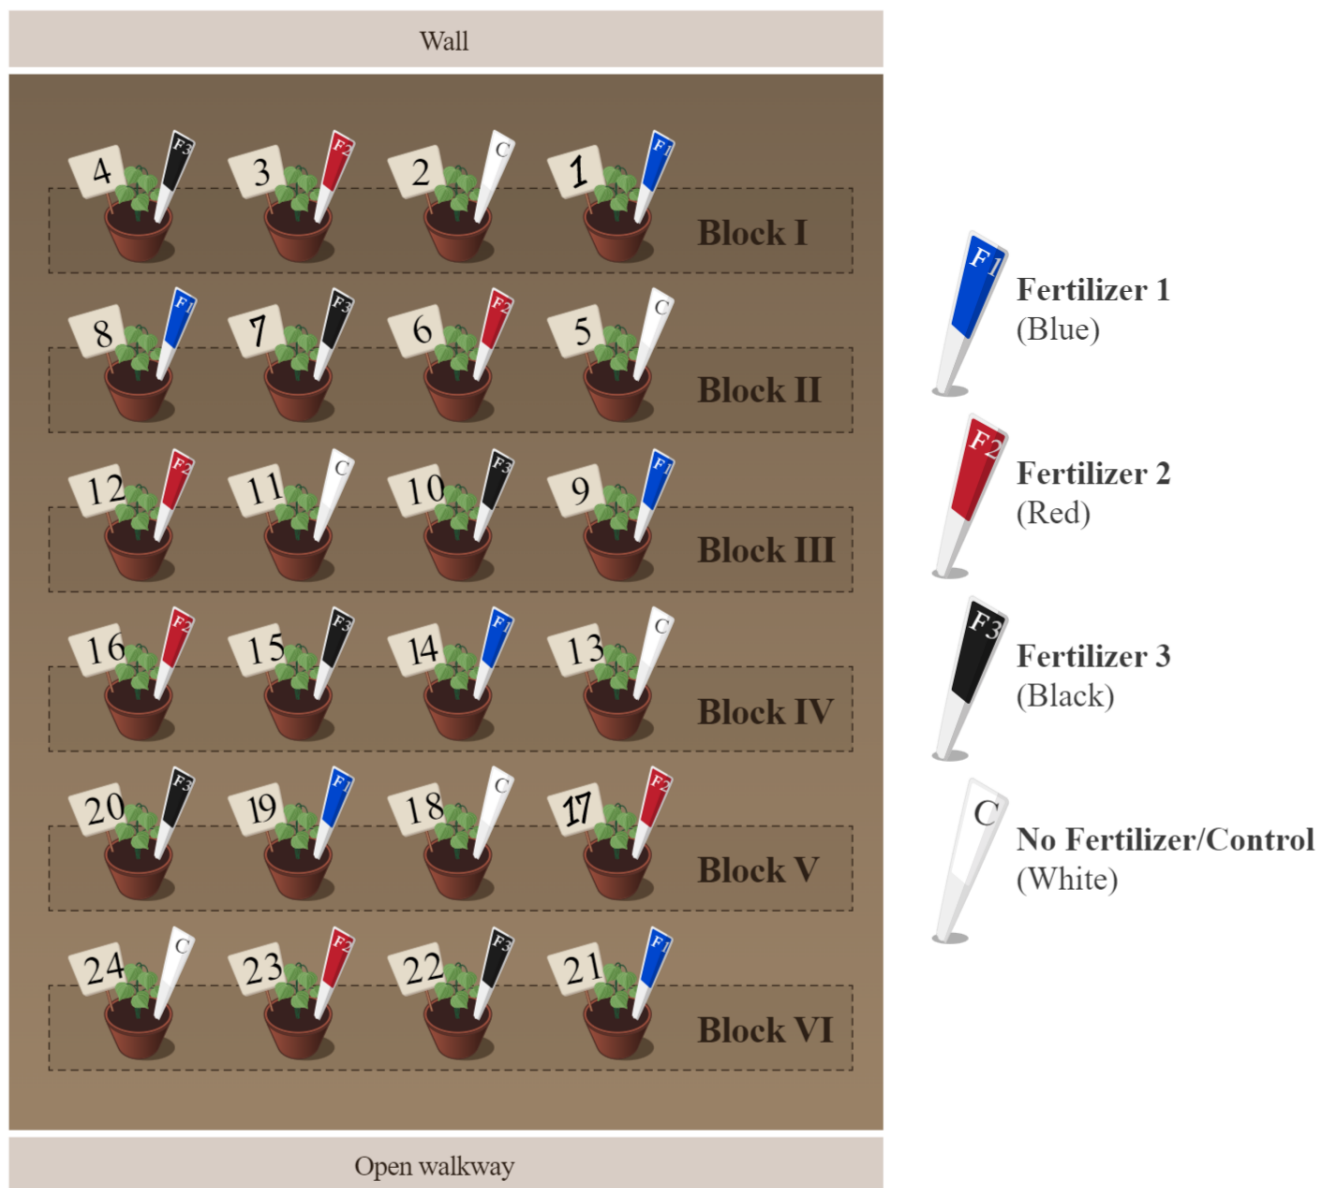 Wall
4 F3 3 F2 2 C 1 F1
Block I
8 F1 7 F3 6 F2 5 C
Block II
12 F2 11 C 10 F3 9 F1
Block III
16 F2 15 F3 14 F1 13 C
Block IV
20 F3 19 F1 18 C 17 F2
Block V
24 C 23 F2 22 F3 21 F1
Block VI
Open walkway
F1
Fertilizer 1
(Blue)
F2
Fertilizer 2
(Red)
F3
Fertilizer 3
(Black)
C
No Fertilizer/Control
(White)